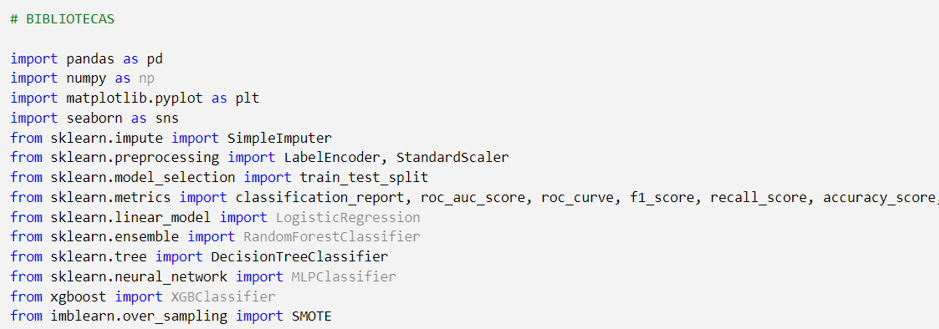 # BIBLIOTECAS
import pandas as pd
import numpy as np
import matplotlib.pyplot as plt
import seaborn as sns
from sklearn.impute import SimpleImputer
from sklearn.preprocessing import LabelEncoder, StandardScaler
from sklearn.model_selection import train_test_split
from sklearn.metrics import classification_report, roc_auc_score, roc_curve, f1_score, recall_score, accuracy_score,
from sklearn.linear_model import LogisticRegression
from sklearn.ensemble import RandomForestClassifier
from sklearn.tree import DecisionTreeClassifier
from sklearn.neural_network import MLPClassifier
from xgboost import XGBClassifier
from imblearn.over_sampling import SMOTE